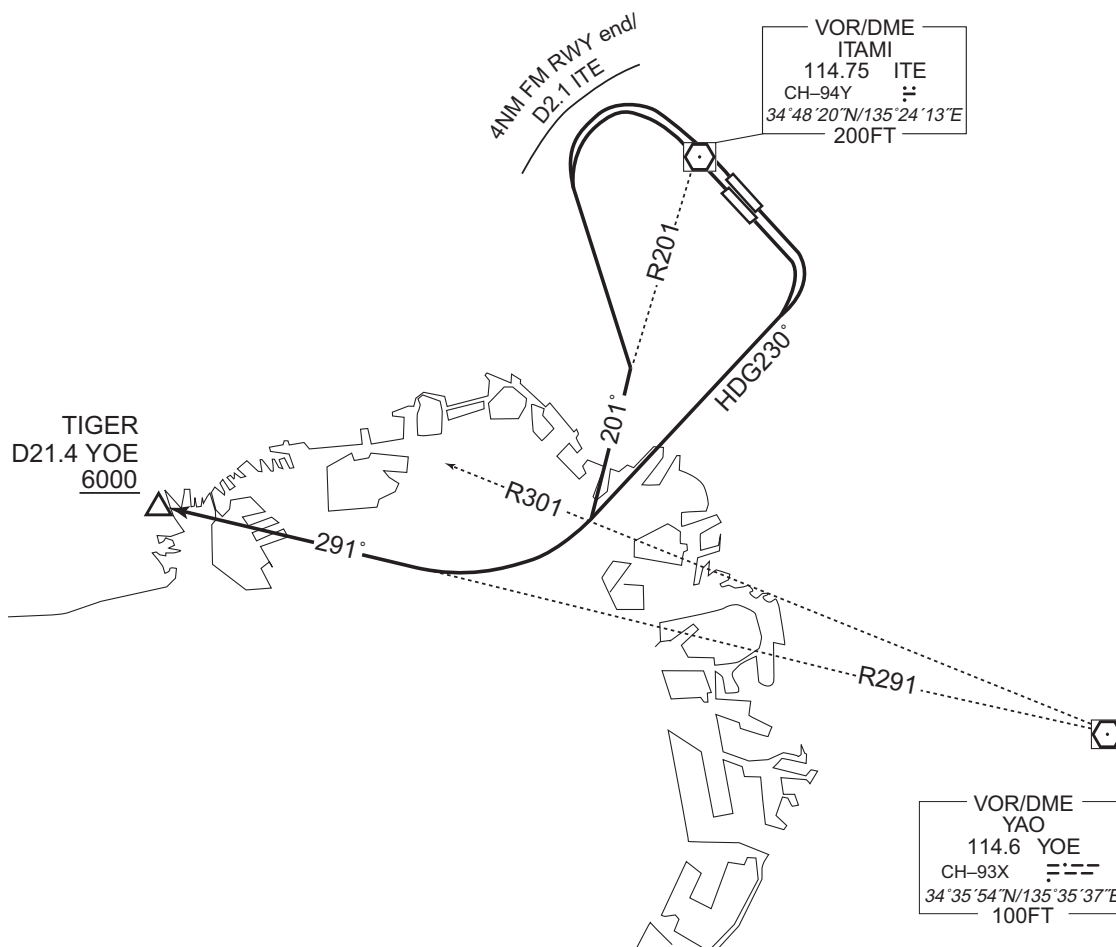 4NM FM RWY end/
D2.1 ITE
VOR/DME
ITAMI
114.75 ITE
CH–94Y
34°48´20˝N/135°24´13˝E
200FT
R201
HDG230°
201°
TIGER
D21.4 YOE
6000
R301
291°
R291
VOR/DME
YAO
114.6 YOE
CH–93X
34°35´54˝N/135°35´37˝E
100FT